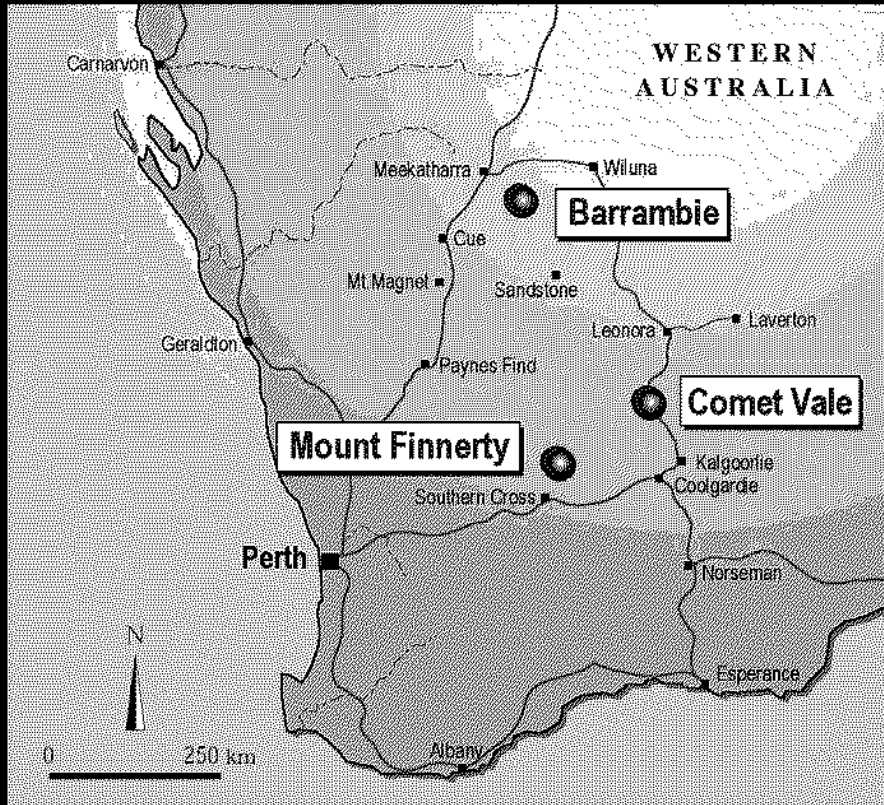 WESTERN
AUSTRALIA
Carnarvon
Meekatharra
Wiluna
Barrambie
Cue
Mt.Magnet
Sandstone
Geraldton
Leonora
Laverton
Paynes Find
Comet Vale
Mount Finnerty
Kalgoorlie
Coolgardie
Southern Cross
Perth
Norseman
N
Esperance
0 250 km
Albany